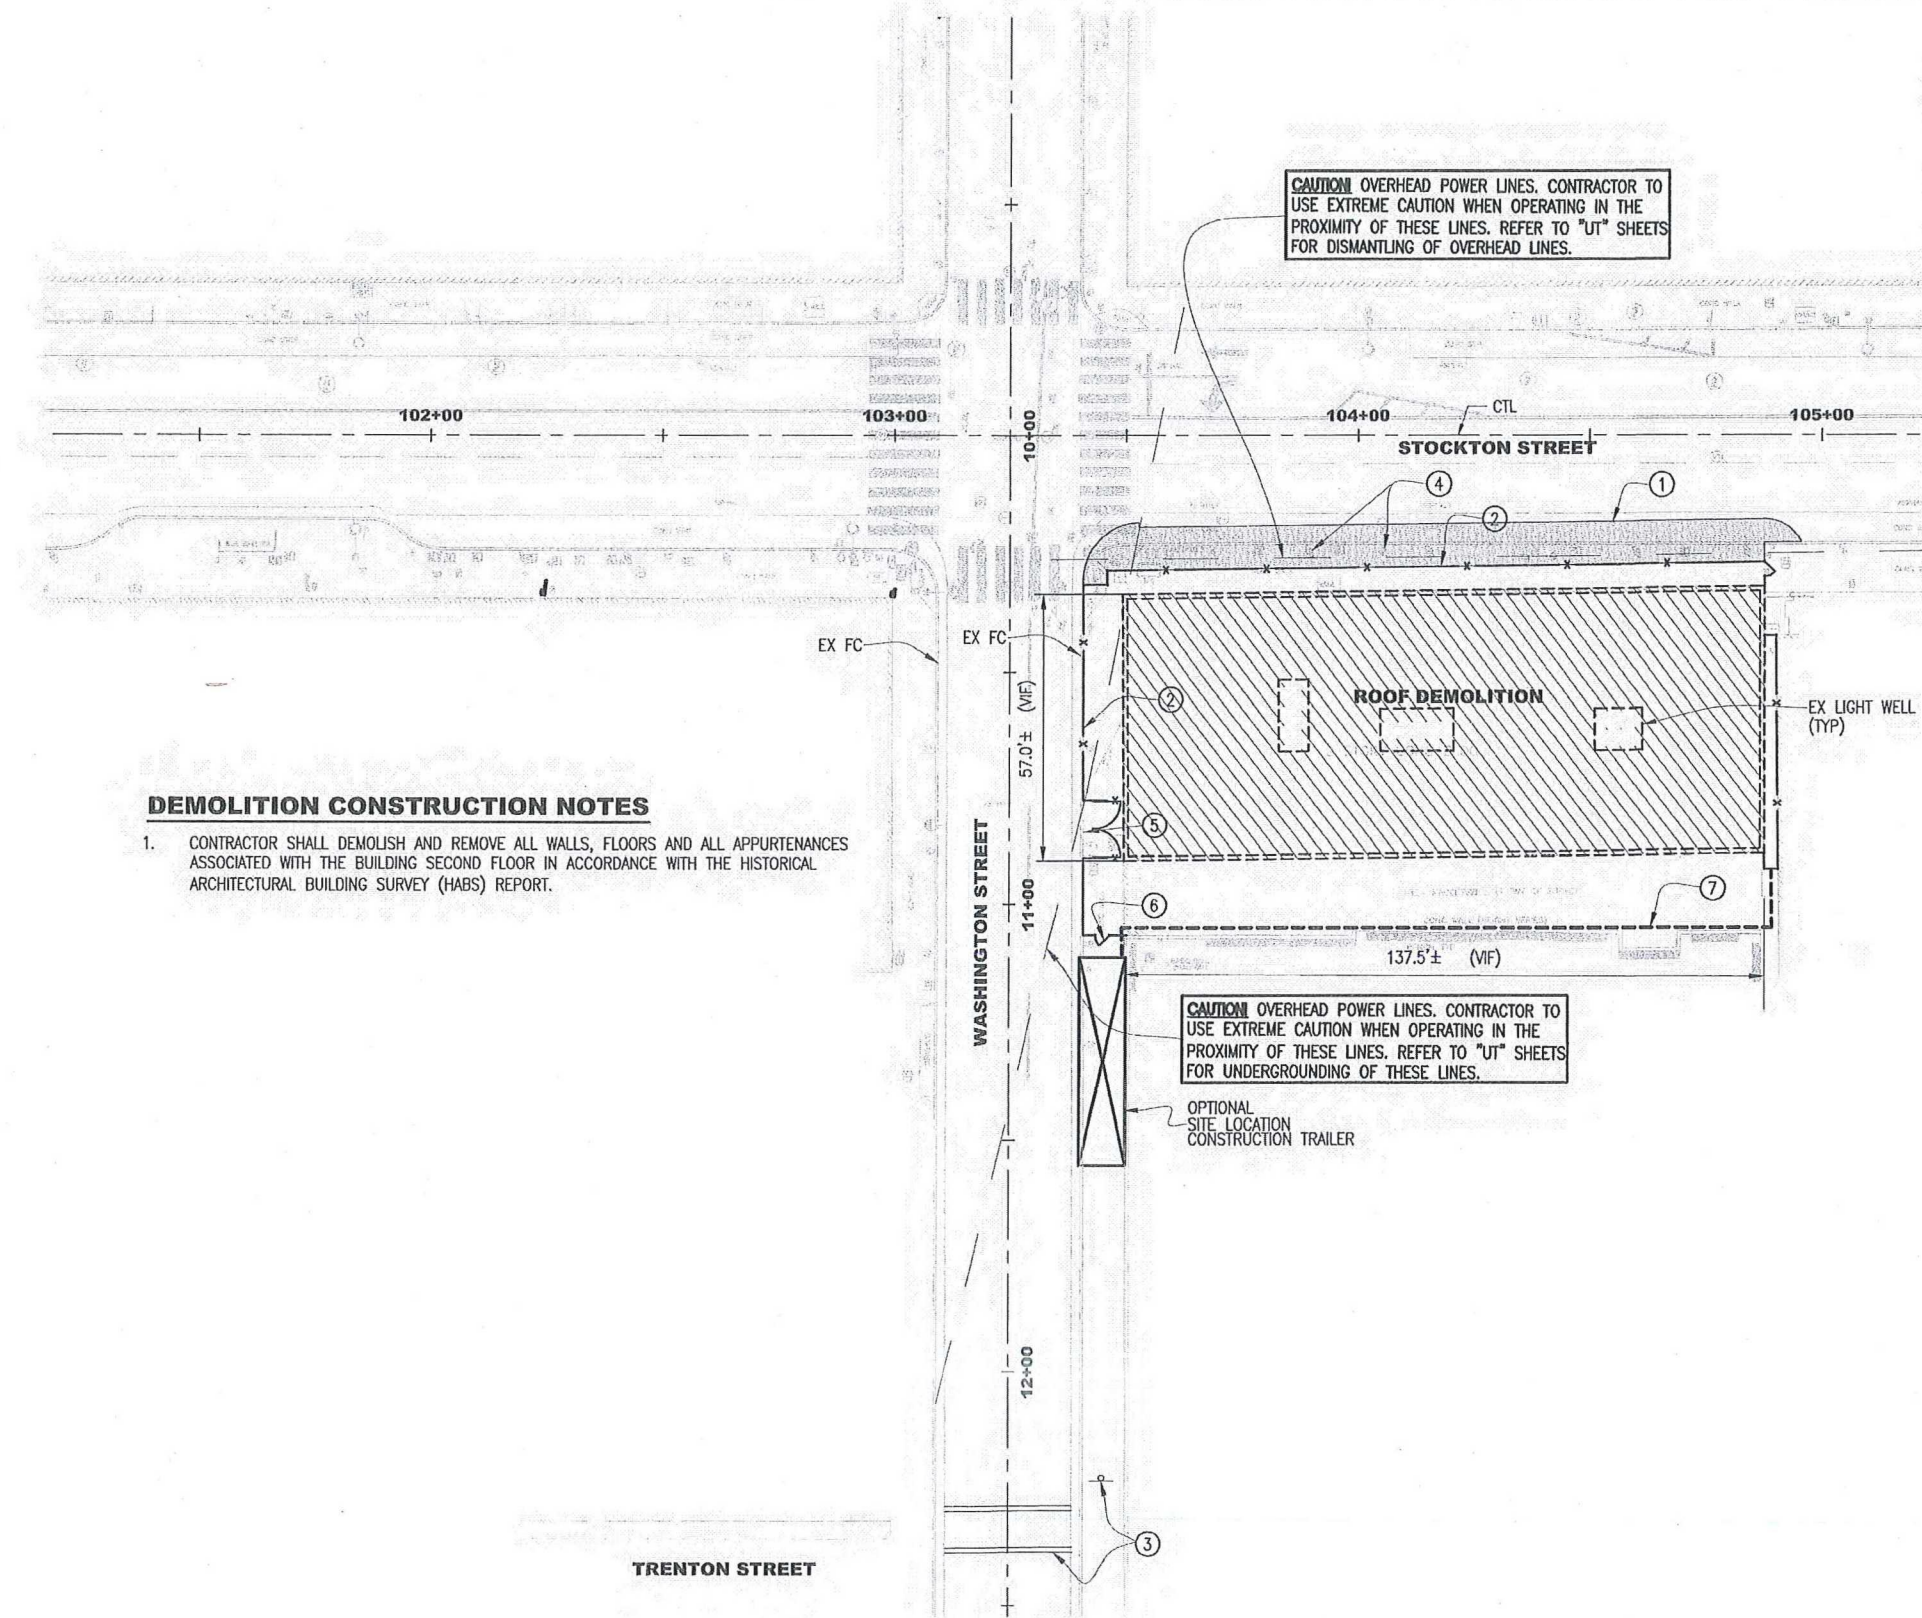 CAUTION! OVERHEAD POWER LINES. CONTRACTOR TO
USE EXTREME CAUTION WHEN OPERATING IN THE
PROXIMITY OF THESE LINES. REFER TO "UT" SHEETS
FOR DISMANTLING OF OVERHEAD LINES.
102+00
103+00
10+00
104+00
CTL
105+00
STOCKTON STREET
4
1
2
EX FC
EX FC
57.0'± (VIF)
2
ROOF DEMOLITION
EX LIGHT WELL
(TYP)
DEMOLITION CONSTRUCTION NOTES
1. CONTRACTOR SHALL DEMOLISH AND REMOVE ALL WALLS, FLOORS AND ALL APPURTENANCES
ASSOCIATED WITH THE BUILDING SECOND FLOOR IN ACCORDANCE WITH THE HISTORICAL
ARCHITECTURAL BUILDING SURVEY (HABS) REPORT.
5
WASHINGTON STREET
11+00
6
7
137.5'± (VIF)
CAUTION! OVERHEAD POWER LINES. CONTRACTOR TO
USE EXTREME CAUTION WHEN OPERATING IN THE
PROXIMITY OF THESE LINES. REFER TO "UT" SHEETS
FOR UNDERGROUNDING OF THESE LINES.
OPTIONAL
SITE LOCATION
CONSTRUCTION TRAILER
12+00
3
TRENTON STREET